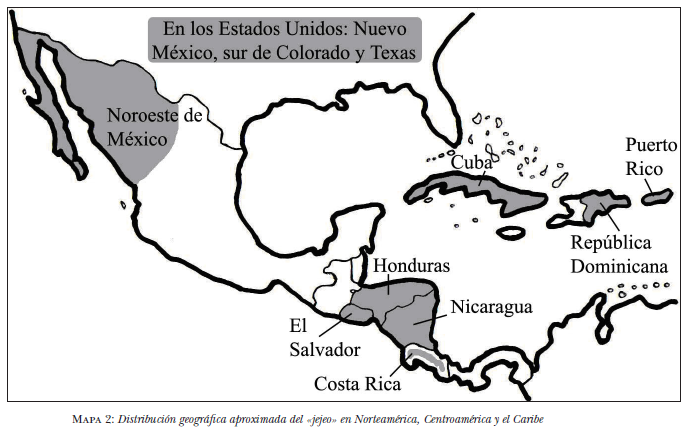 En los Estados Unidos: Nuevo
México, sur de Colorado y Texas
Noroeste de
México
Cuba
Puerto
Rico
República
Dominicana
Honduras
Nicaragua
El
Salvador
Costa Rica
Mapa 2: Distribución geográfica aproximada del «jejeo» en Norteamérica, Centroamérica y el Caribe